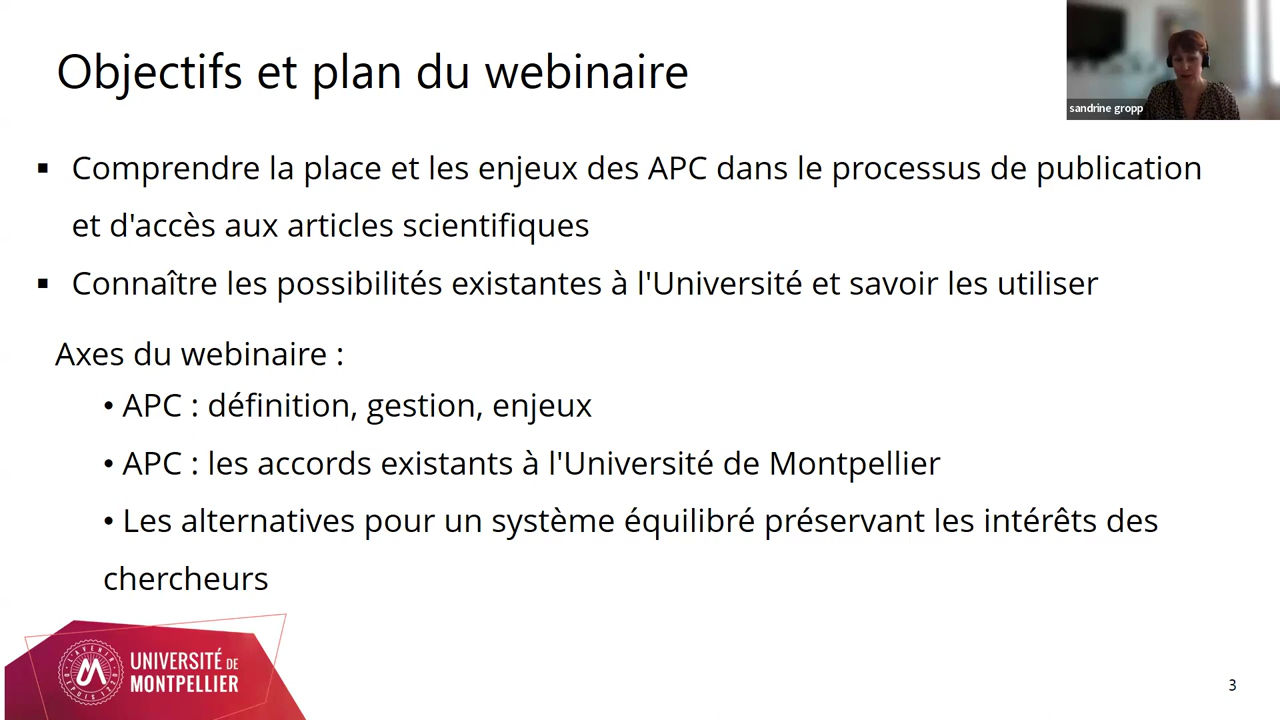 Objectifs et plan du webinaire
sandrine gropp
▪ Comprendre la place et les enjeux des APC dans le processus de publication
et d'accès aux articles scientifiques
▪ Connaître les possibilités existantes à l'Université et savoir les utiliser
Axes du webinaire :
• APC : définition, gestion, enjeux
• APC : les accords existants à l'Université de Montpellier
• Les alternatives pour un système équilibré préservant les intérêts des
chercheurs
L'AVENIR
DEPUIS 1220
UNIVERSITÉ DE
MONTPELLIER
3